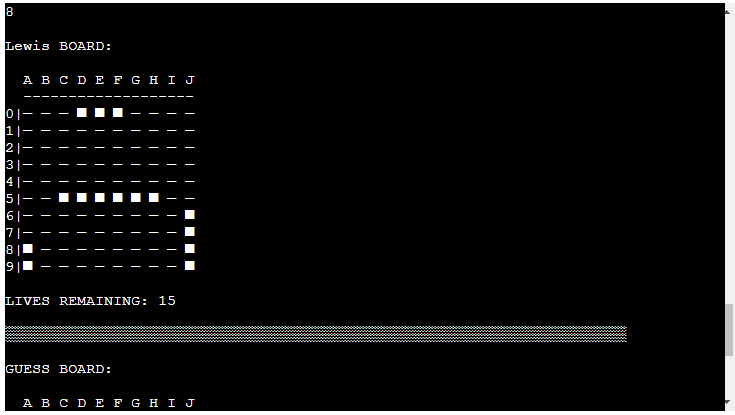 8
Lewis BOARD:
A B C D E F G H I J
-------------------
0|— — — ■ ■ ■ — — — —
1|— — — — — — — — — —
2|— — — — — — — — — —
3|— — — — — — — — — —
4|— — — — — — — — — —
5|— — ■ ■ ■ ■ ■ ■ — —
6|— — — — — — — — — ■
7|— — — — — — — — — ■
8|■ — — — — — — — — ■
9|■ — — — — — — — — ■
LIVES REMAINING: 15
GUESS BOARD:
A B C D E F G H I J